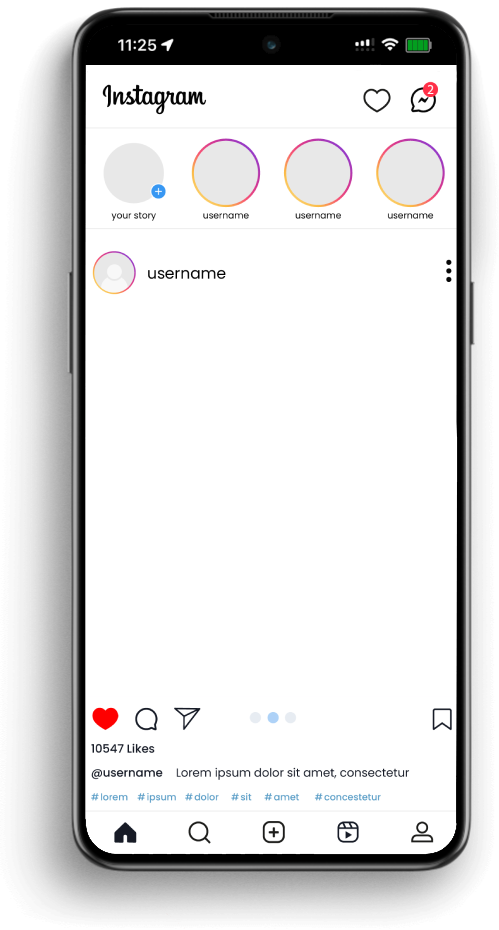 11:25
Instagram
2
your story username username username
username
10547 Likes
@username Lorem ipsum dolor sit amet, consectetur
#lorem #ipsum #dolor #sit #amet #concestetur